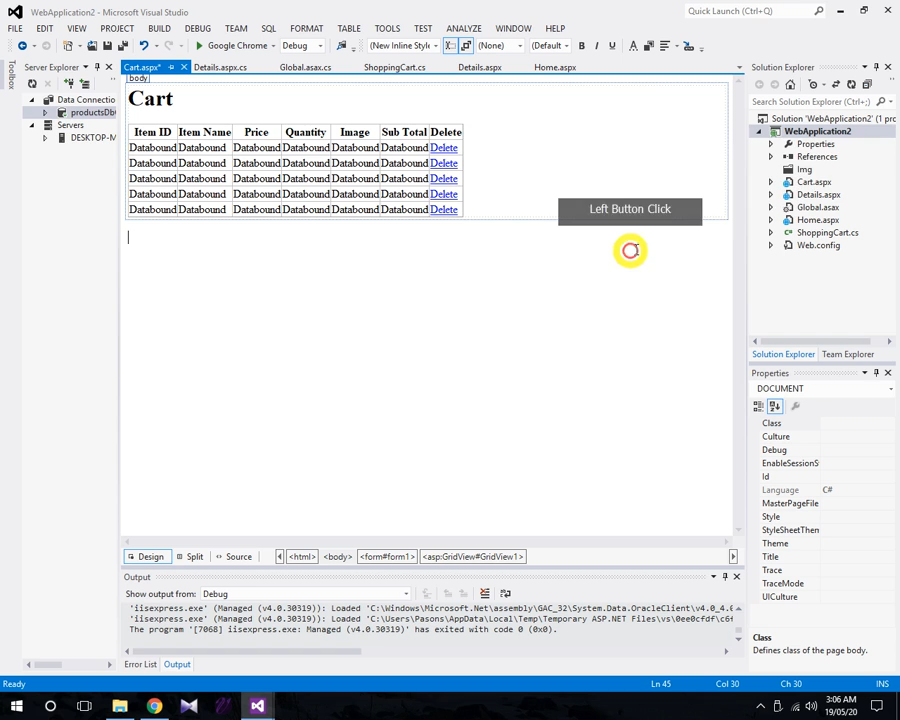 WebApplication2 - Microsoft Visual Studio
Quick Launch (Ctrl+Q)
FILE EDIT VIEW PROJECT BUILD DEBUG TEAM SQL FORMAT TABLE TOOLS TEST ANALYZE WINDOW HELP
Google Chrome Debug (New Inline Style (None) (Default B I U A
Server Explorer
Toolbox
Data Connectio
productsDb
Servers
DESKTOP-M
Cart.aspx* Details.aspx.cs Global.asax.cs ShoppingCart.cs Details.aspx Home.aspx
body
Cart
Item ID Item Name Price Quantity Image Sub Total Delete
Databound Databound Databound Databound Databound Databound Delete
Databound Databound Databound Databound Databound Databound Delete
Databound Databound Databound Databound Databound Databound Delete
Databound Databound Databound Databound Databound Databound Delete
Databound Databound Databound Databound Databound Databound Delete
Left Button Click
Solution Explorer
Search Solution Explorer (Ctrl+;)
Solution 'WebApplication2' (1 pro
WebApplication2
Properties
References
Img
Cart.aspx
Details.aspx
Global.asax
Home.aspx
ShoppingCart.cs
Web.config
Solution Explorer Team Explorer
Properties
DOCUMENT
Class
Culture
Debug
EnableSessionS
Id
Language C#
MasterPageFile
Style
StyleSheetThem
Theme
Title
Trace
TraceMode
UICulture
Class
Defines class of the page body.
Design Split Source <html> <body> <form#form1> <asp:GridView#GridView1>
Output
Show output from: Debug
'iisexpress.exe' (Managed (v4.0.30319)): Loaded 'C:\Windows\Microsoft.Net\assembly\GAC_32\System.Data.OracleClient\v4.0_4.0
'iisexpress.exe' (Managed (v4.0.30319)): Loaded 'C:\Users\Pasons\AppData\Local\Temp\Temporary ASP.NET Files\vs\0ee0cfdf\c6f
The program '[7068] iisexpress.exe: Managed (v4.0.30319)' has exited with code 0 (0x0).
Error List Output
Ready Ln 45 Col 30 Ch 30 INS
3:06 AM
19/05/20